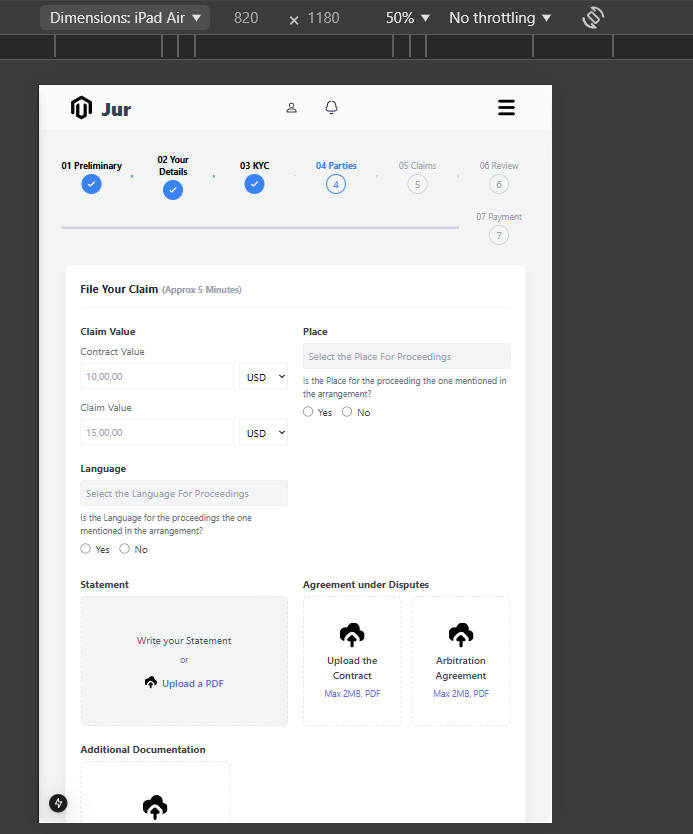 Dimensions: iPad Air ▼ 820 × 1180 50% ▼ No throttling ▼
Jur
01 Preliminary
02 Your
Details
03 KYC
04 Parties
4
05 Claims
5
06 Review
6
07 Payment
7
File Your Claim (Approx 5 Minutes)
Claim Value
Contract Value
10,00,00 USD
Claim Value
15,00,00 USD
Place
Select the Place For Proceedings
Is the Place for the proceeding the one mentioned in
the arrangement?
Yes No
Language
Select the Language For Proceedings
Is the Language for the proceedings the one
mentioned in the arrangement?
Yes No
Statement
Write your Statement
or
Upload a PDF
Agreement under Disputes
Upload the
Contract
Max 2MB, PDF
Arbitration
Agreement
Max 2MB, PDF
Additional Documentation